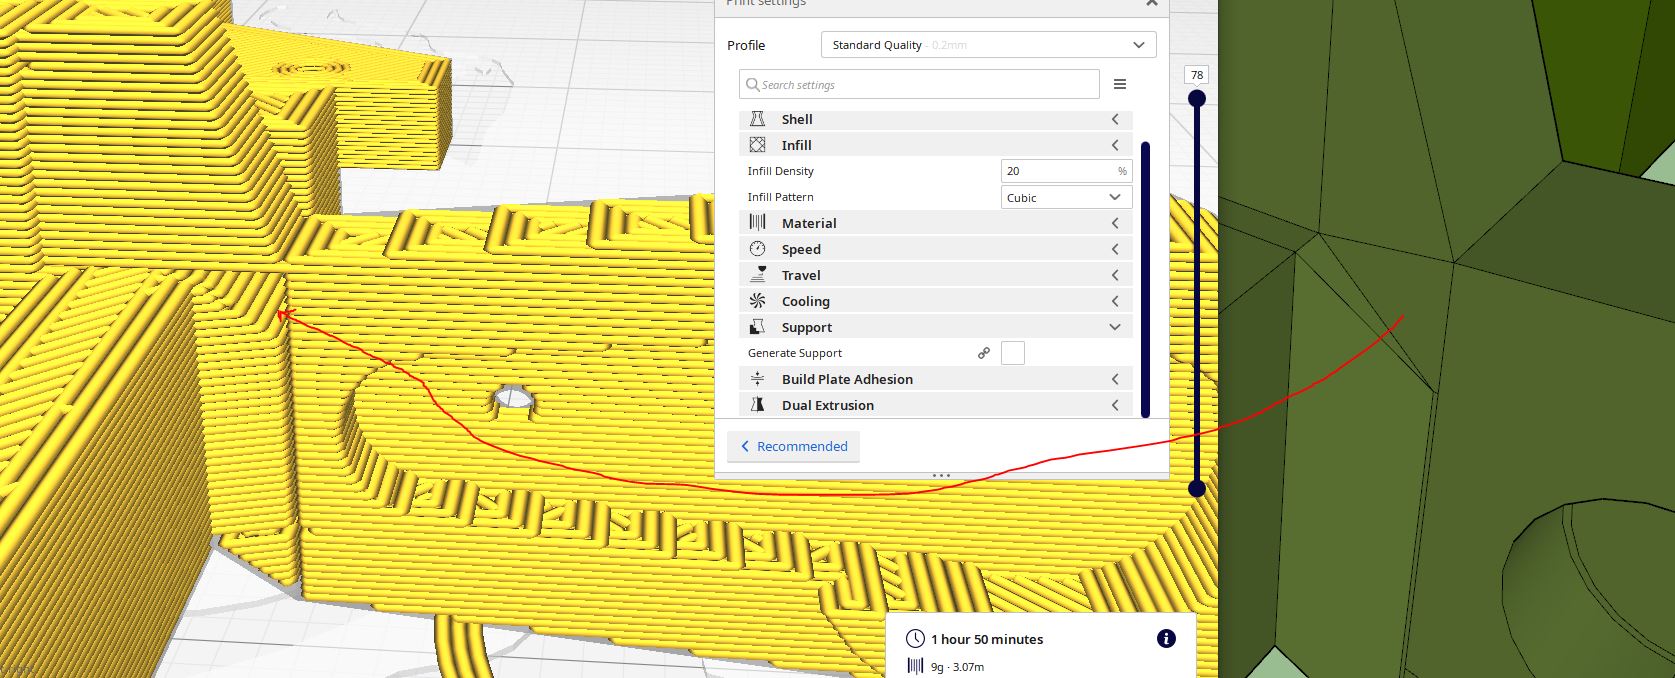 Print settings
Profile
Standard Quality - 0.2mm
78
Search settings
Shell
Infill
Infill Density
20 %
Infill Pattern
Cubic
Material
Speed
Travel
Cooling
Support
Generate Support
Build Plate Adhesion
Dual Extrusion
Recommended
1 hour 50 minutes
9g · 3.07m